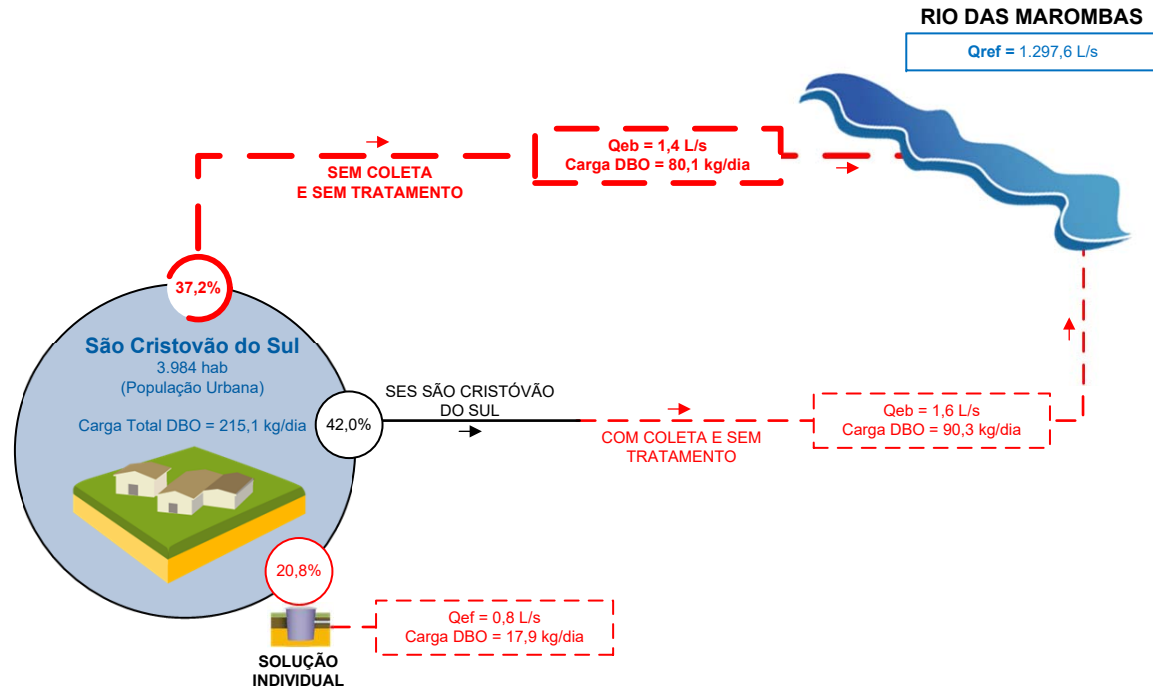 RIO DAS MAROMBAS
Qref = 1.297,6 L/s
Qeb = 1,4 L/s
Carga DBO = 80,1 kg/dia
SEM COLETA
E SEM TRATAMENTO
37,2%
São Cristovão do Sul
3.984 hab
(População Urbana)
Carga Total DBO = 215,1 kg/dia
42,0%
SES SÃO CRISTÓVÃO
DO SUL
COM COLETA E SEM
TRATAMENTO
Qeb = 1,6 L/s
Carga DBO = 90,3 kg/dia
20,8%
Qef = 0,8 L/s
Carga DBO = 17,9 kg/dia
SOLUÇÃO
INDIVIDUAL